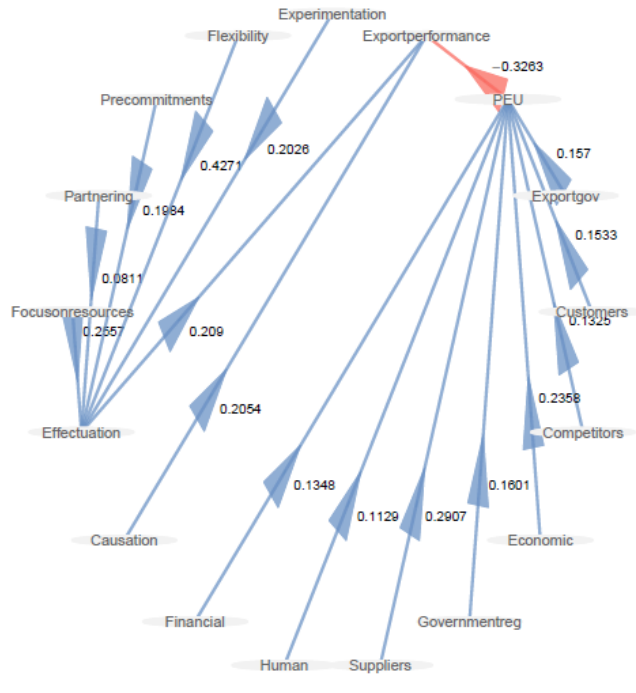 Experimentation
Flexibility
Exportperformance
−0.3263
Precommitments
PEU
0.2026
0.4271
0.157
Partnering
Exportgov
0.1984
0.1533
0.0811
Focusonresources
Customers
0.1325
0.2657
0.209
0.2358
0.2054
Effectuation
Competitors
0.1348
0.1601
0.1129
0.2907
Causation
Economic
Financial
Governmentreg
Human
Suppliers